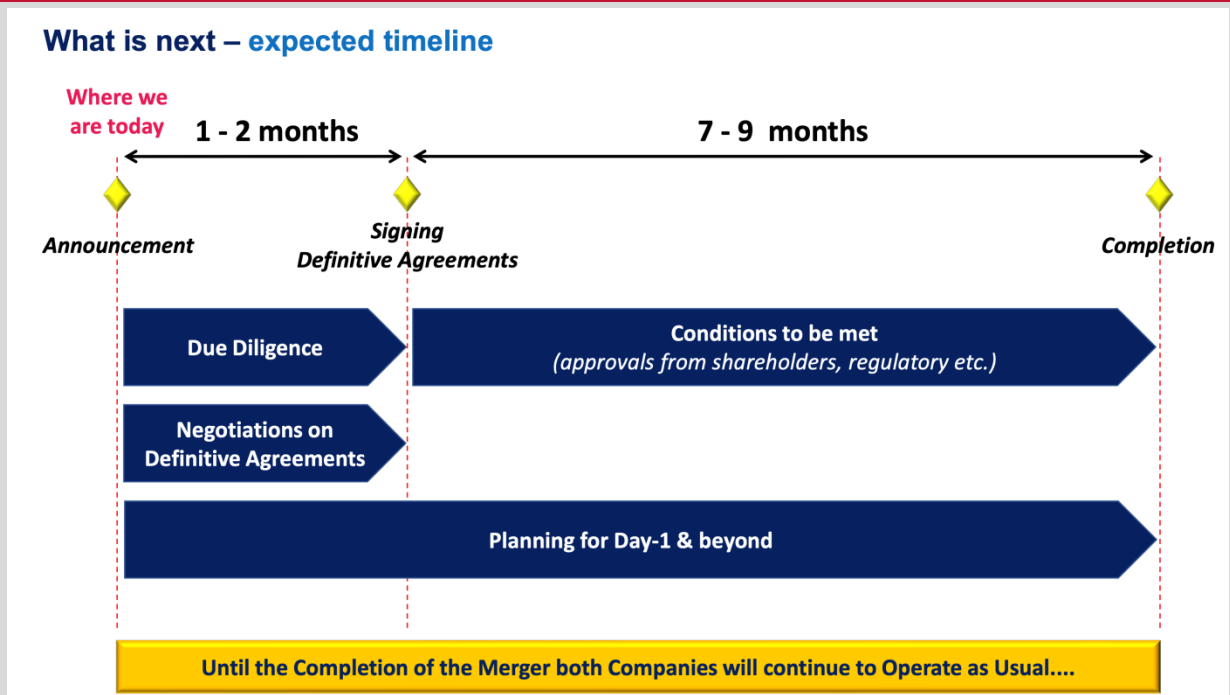 What is next – expected timeline
Where we
are today
1 - 2 months
7 - 9 months
Announcement
Signing
Definitive Agreements
Completion
Due Diligence
Conditions to be met
(approvals from shareholders, regulatory etc.)
Negotiations on
Definitive Agreements
Planning for Day-1 & beyond
Until the Completion of the Merger both Companies will continue to Operate as Usual....